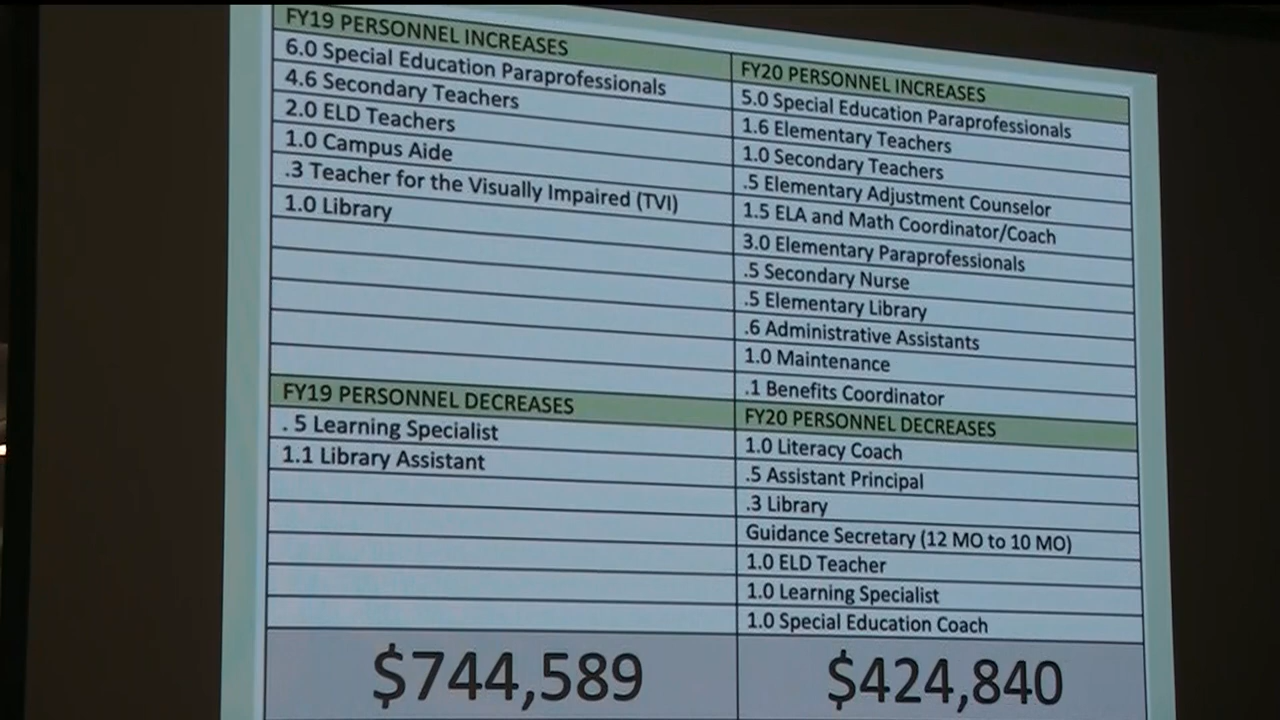 FY19 PERSONNEL INCREASES
6.0 Special Education Paraprofessionals
4.6 Secondary Teachers
2.0 ELD Teachers
1.0 Campus Aide
.3 Teacher for the Visually Impaired (TVI)
1.0 Library
FY19 PERSONNEL DECREASES
. 5 Learning Specialist
1.1 Library Assistant
$744,589
FY20 PERSONNEL INCREASES
5.0 Special Education Paraprofessionals
1.6 Elementary Teachers
1.0 Secondary Teachers
.5 Elementary Adjustment Counselor
1.5 ELA and Math Coordinator/Coach
3.0 Elementary Paraprofessionals
.5 Secondary Nurse
.5 Elementary Library
.6 Administrative Assistants
1.0 Maintenance
.1 Benefits Coordinator
FY20 PERSONNEL DECREASES
1.0 Literacy Coach
.5 Assistant Principal
.3 Library
Guidance Secretary (12 MO to 10 MO)
1.0 ELD Teacher
1.0 Learning Specialist
1.0 Special Education Coach
$424,840